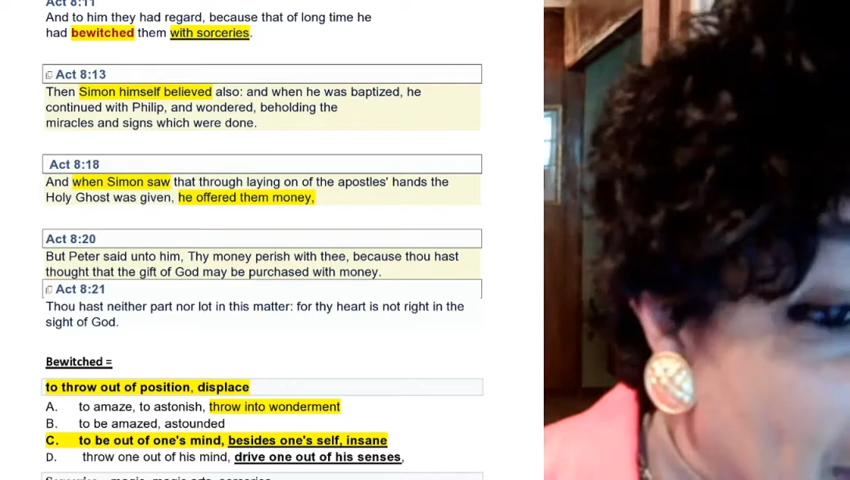 Act 8:11
And to him they had regard, because that of long time he
had bewitched them with sorceries.
Act 8:13
Then Simon himself believed also: and when he was baptized, he
continued with Philip, and wondered, beholding the
miracles and signs which were done.
Act 8:18
And when Simon saw that through laying on of the apostles' hands the
Holy Ghost was given, he offered them money,
Act 8:20
But Peter said unto him, Thy money perish with thee, because thou hast
thought that the gift of God may be purchased with money.
Act 8:21
Thou hast neither part nor lot in this matter: for thy heart is not right in the
sight of God.
Bewitched =
to throw out of position, displace
A. to amaze, to astonish, throw into wonderment
B. to be amazed, astounded
C. to be out of one's mind, besides one's self, insane
D. throw one out of his mind, drive one out of his senses,
Sorceries = magic, magic arts, sorceries